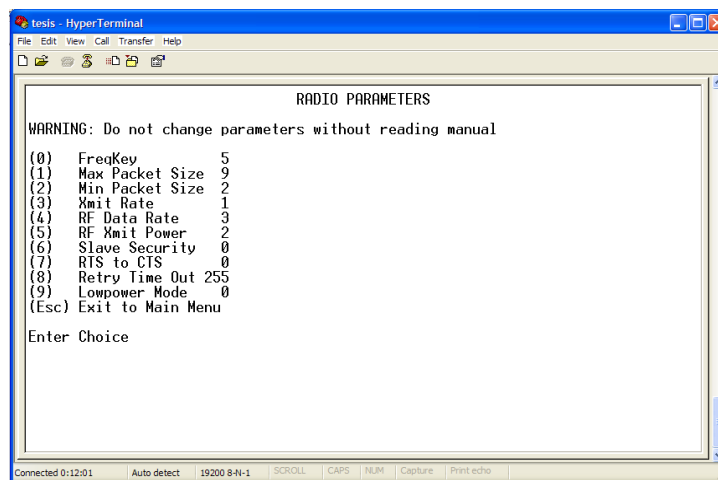 tesis - HyperTerminal
File Edit View Call Transfer Help
RADIO PARAMETERS
WARNING: Do not change parameters without reading manual
(0) FreqKey 5
(1) Max Packet Size 9
(2) Min Packet Size 2
(3) Xmit Rate 1
(4) RF Data Rate 3
(5) RF Xmit Power 2
(6) Slave Security 0
(7) RTS to CTS 0
(8) Retry Time Out 255
(9) Lowpower Mode 0
(Esc) Exit to Main Menu
Enter Choice
Connected 0:12:01 Auto detect 19200 8-N-1 SCROLL CAPS NUM Capture Print echo